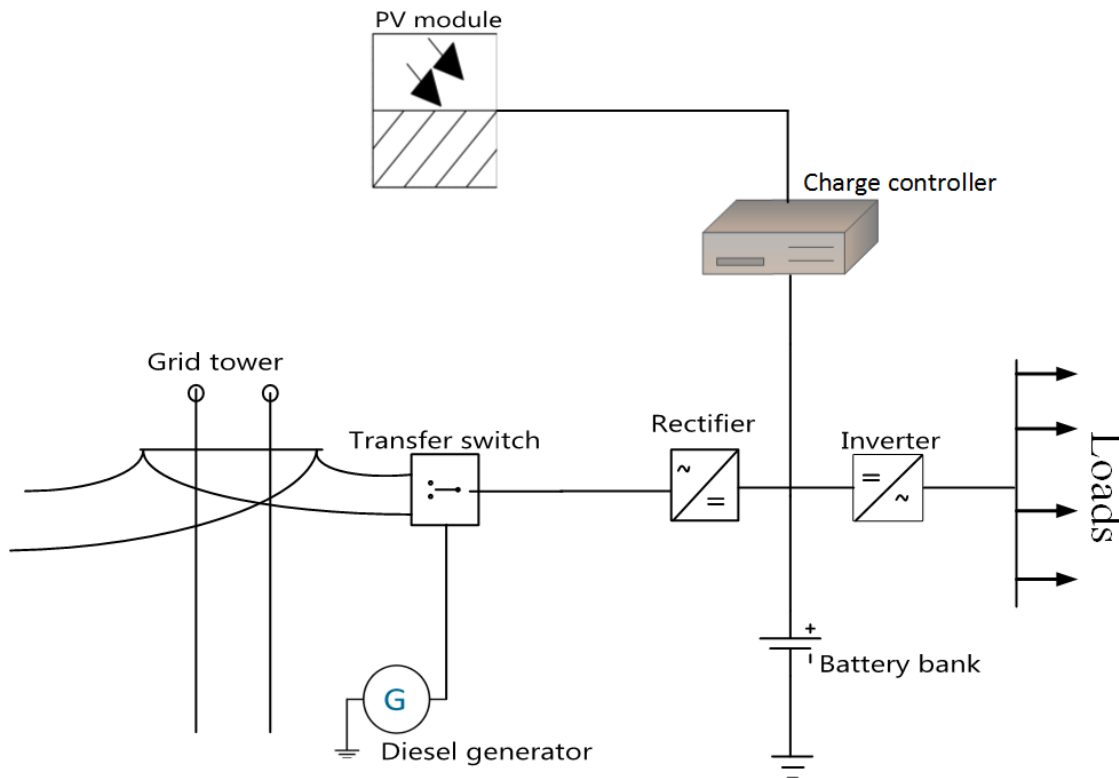 PV module
Charge controller
Grid tower
Transfer switch
Rectifier
Inverter
~
=
=
~
Loads
+
-
Battery bank
G
Diesel generator